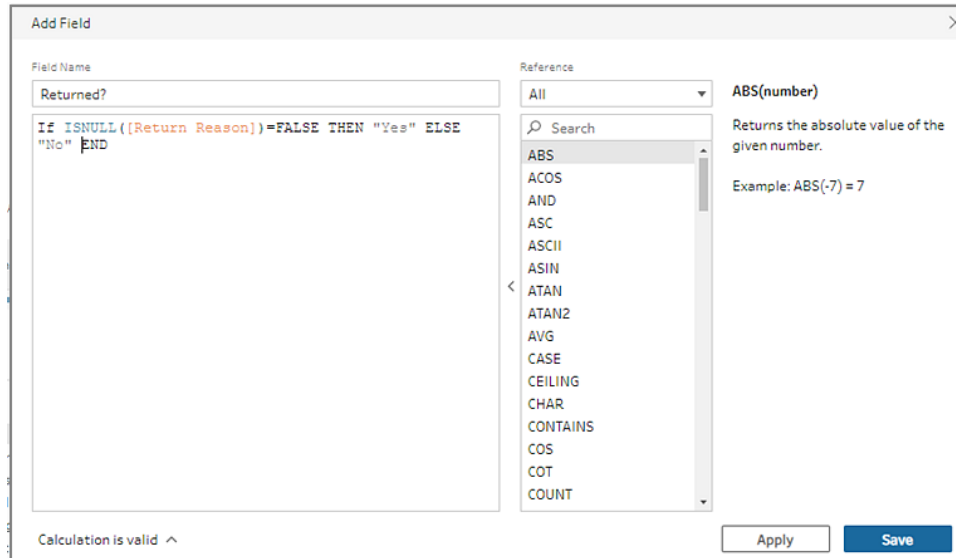 Add Field
Field Name
Returned?
If ISNULL([Return Reason])=FALSE THEN "Yes" ELSE
"No" END
Reference
All
Search
ABS
ACOS
AND
ASC
ASCII
ASIN
ATAN
ATAN2
AVG
CASE
CEILING
CHAR
CONTAINS
COS
COT
COUNT
ABS(number)
Returns the absolute value of the
given number.
Example: ABS(-7) = 7
Calculation is valid
Apply
Save